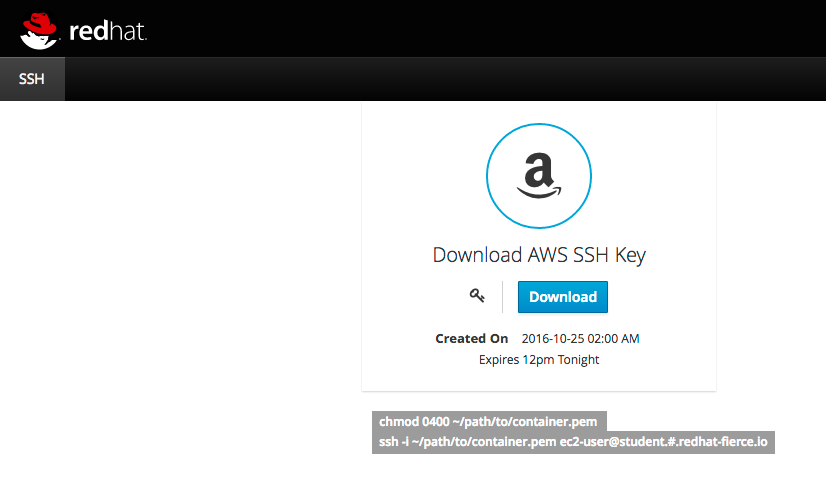 redhat.
SSH
a
Download AWS SSH Key
Download
Created On 2016-10-25 02:00 AM
Expires 12pm Tonight
chmod 0400 ~/path/to/container.pem
ssh -i ~/path/to/container.pem ec2-user@student.#.redhat-fierce.io